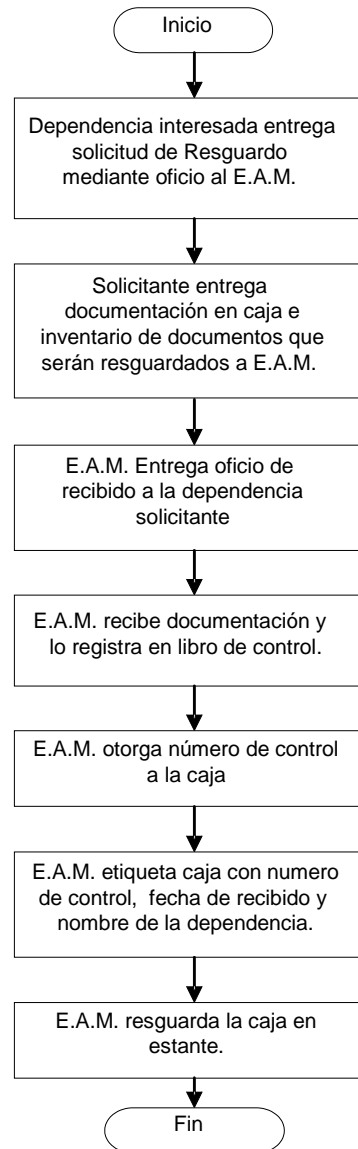 Inicio
Dependencia interesada entrega
solicitud de Resguardo
mediante oficio al E.A.M.
Solicitante entrega
documentación en caja e
inventario de documentos que
serán resguardados a E.A.M.
E.A.M. Entrega oficio de
recibido a la dependencia
solicitante
E.A.M. recibe documentación y
lo registra en libro de control.
E.A.M. otorga número de control
a la caja
E.A.M. etiqueta caja con numero
de control, fecha de recibido y
nombre de la dependencia.
E.A.M. resguarda la caja en
estante.
Fin